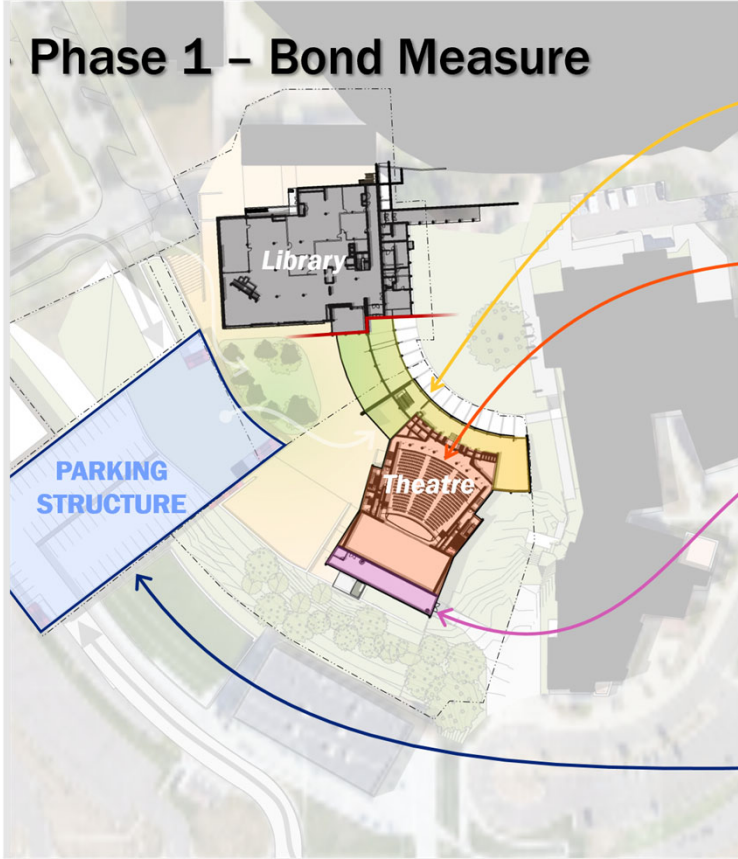 Phase 1 – Bond Measure
Library
PARKING
STRUCTURE
Theatre